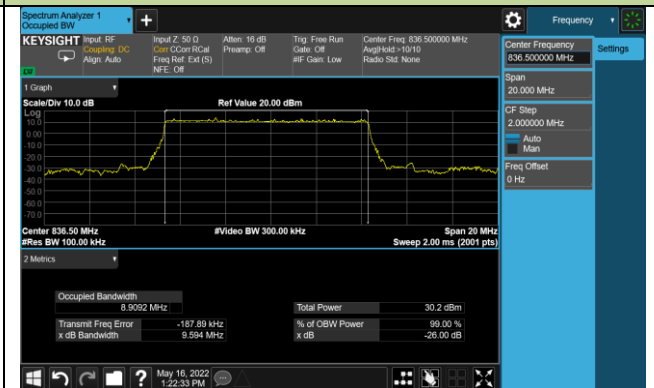 Spectrum Analyzer 1
Occupied BW
Frequency
KEYSIGHT
Input: RF
Coupling: DC
Align: Auto
Input Z: 50 Ω
Corr CCorr RCal
Freq Ref: Ext (S)
NFE: Off
Atten: 16 dB
Preamp: Off
Trig: Free Run
Gate: Off
#IF Gain: Low
Center Freq: 836.500000 MHz
Avg|Hold:>10/10
Radio Std: None
Center Frequency
836.500000 MHz
Settings
Span
20.000 MHz
CF Step
2.000000 MHz
Auto
Man
Freq Offset
0 Hz
1 Graph
Scale/Div 10.0 dB
Ref Value 20.00 dBm
Log
10.0
0.00
-10.0
-20.0
-30.0
-40.0
-50.0
-60.0
-70.0
Center 836.50 MHz
#Video BW 300.00 kHz
Span 20 MHz
#Res BW 100.00 kHz
Sweep 2.00 ms (2001 pts)
2 Metrics
Occupied Bandwidth
8.9092 MHz
Total Power
30.2 dBm
Transmit Freq Error
-187.89 kHz
% of OBW Power
99.00 %
x dB Bandwidth
9.594 MHz
x dB
-26.00 dB
May 16, 2022
1:22:33 PM